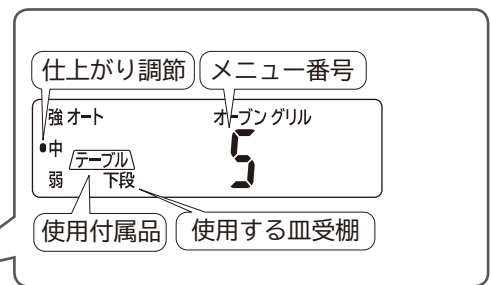 仕上がり調節 メニュー番号
強 オート オーブン グリル
中 テーブル 5
弱 下段
使用付属品 使用する皿受棚